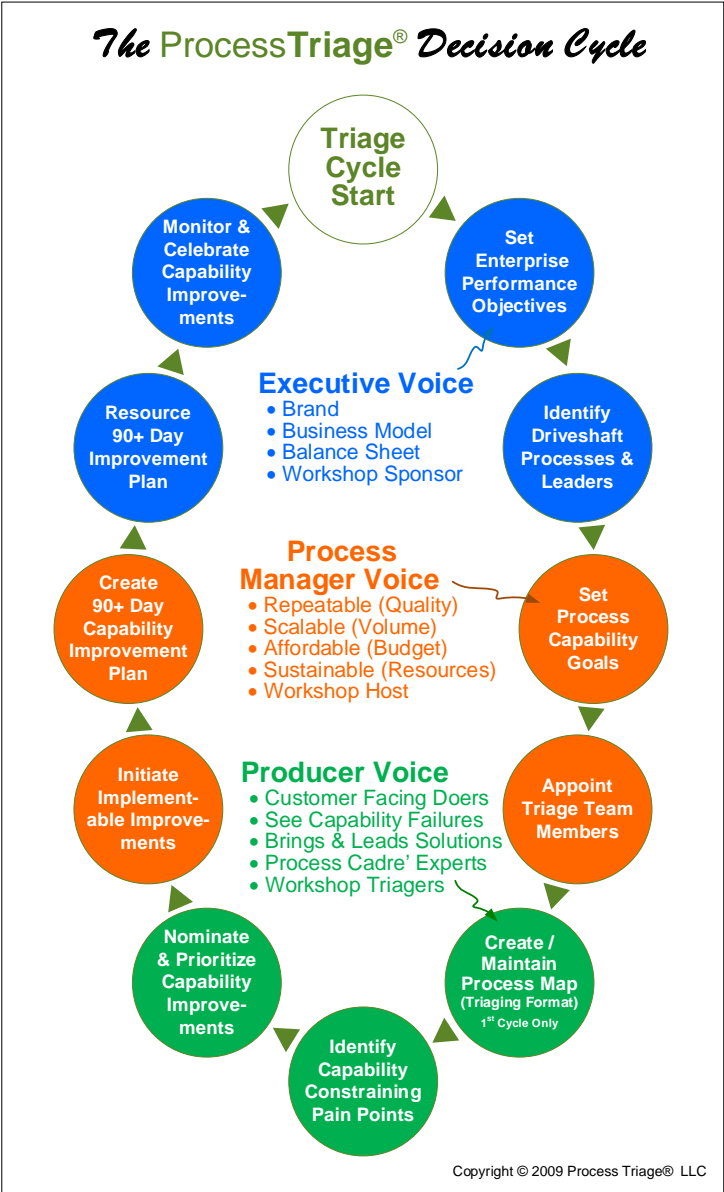 The ProcessTriage® Decision Cycle
Triage
Cycle
Start
Set
Enterprise
Performance
Objectives
Identify
Driveshaft
Processes &
Leaders
Set
Process
Capability
Goals
Appoint
Triage Team
Members
Create /
Maintain
Process Map
(Triaging Format)
1st Cycle Only
Identify
Capability
Constraining
Pain Points
Nominate
& Prioritize
Capability
Improve-
ments
Initiate
Implement-
able Improve-
ments
Create
90+ Day
Capability
Improvement
Plan
Resource
90+ Day
Improvement
Plan
Monitor &
Celebrate
Capability
Improve-
ments
Executive Voice
• Brand
• Business Model
• Balance Sheet
• Workshop Sponsor
Process
Manager Voice
• Repeatable (Quality)
• Scalable (Volume)
• Affordable (Budget)
• Sustainable (Resources)
• Workshop Host
Producer Voice
• Customer Facing Doers
• See Capability Failures
• Brings & Leads Solutions
• Process Cadre’ Experts
• Workshop Triagers
Copyright © 2009 Process Triage® LLC